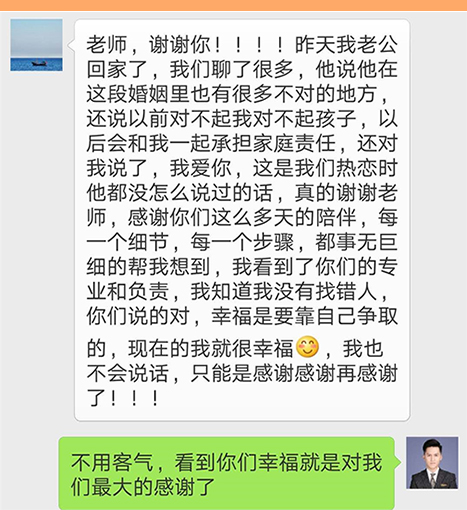 老师，谢谢你！！！！昨天我老公
回家了，我们聊了很多，他说他在
这段婚姻里也有很多不对的地方，
还说以前对不起我对不起孩子，以
后会和我一起承担家庭责任，还对
我说了，我爱你，这是我们热恋时
他都没怎么说过的话，真的谢谢老
师，感谢你们这么多天的陪伴，每
一个细节，每一个步骤，都事无巨
细的帮我想到，我看到了你们的专
业和负责，我知道我没有找错人，
你们说的对，幸福是要靠自己争取
的，现在的我就很幸福😊，我也
不会说话，只能是感谢感谢再感谢
了！！！
不用客气，看到你们幸福就是对我
们最大的感谢了